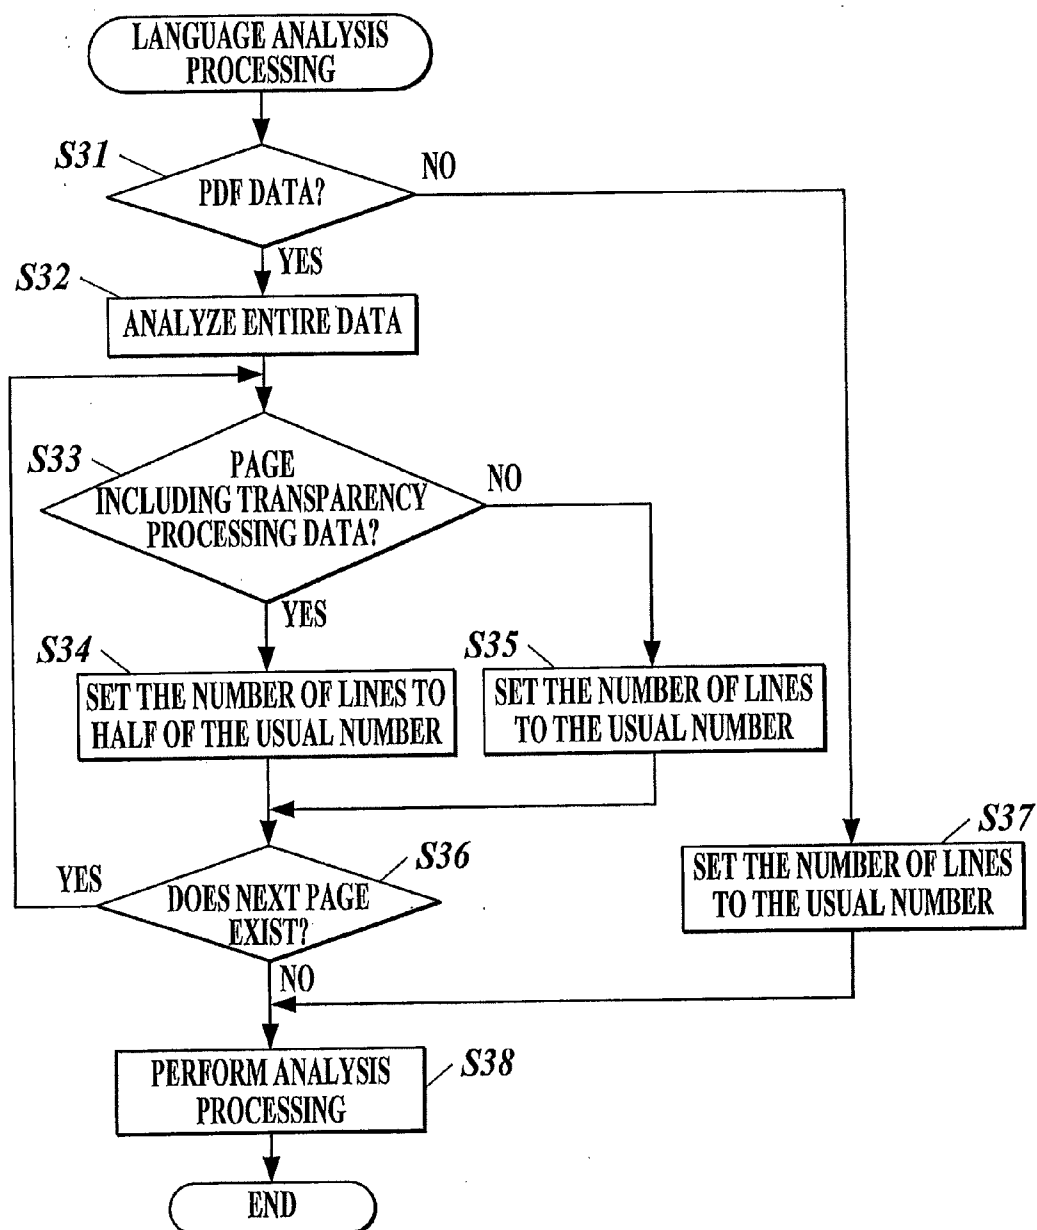 LANGUAGE ANALYSIS
PROCESSING
S31
PDF DATA?
NO
YES
S32
ANALYZE ENTIRE DATA
S33
PAGE
INCLUDING TRANSPARENCY
PROCESSING DATA?
NO
YES
S34
SET THE NUMBER OF LINES TO
HALF OF THE USUAL NUMBER
S35
SET THE NUMBER OF LINES
TO THE USUAL NUMBER
S36
DOES NEXT PAGE
EXIST?
YES
NO
S37
SET THE NUMBER OF LINES
TO THE USUAL NUMBER
S38
PERFORM ANALYSIS
PROCESSING
END